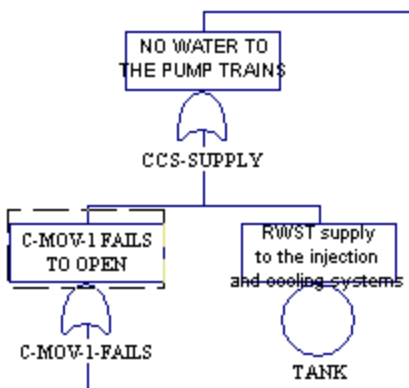 NO WATER TO
THE PUMP TRAINS
CCS-SUPPLY
C-MOV-1 FAILS
TO OPEN
C-MOV-1-FAILS
RWST supply
to the injection
and cooling systems
TANK